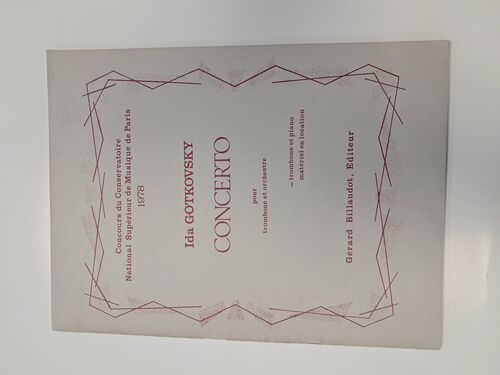 Concours du Conservatoire
National Supérieur de Musique de Paris
1978
Ida GOTKOVSKY
CONCERTO
pour
trombone et orchestre
— trombone et piano
matériel en location
Gérard Billaudot, Editeur